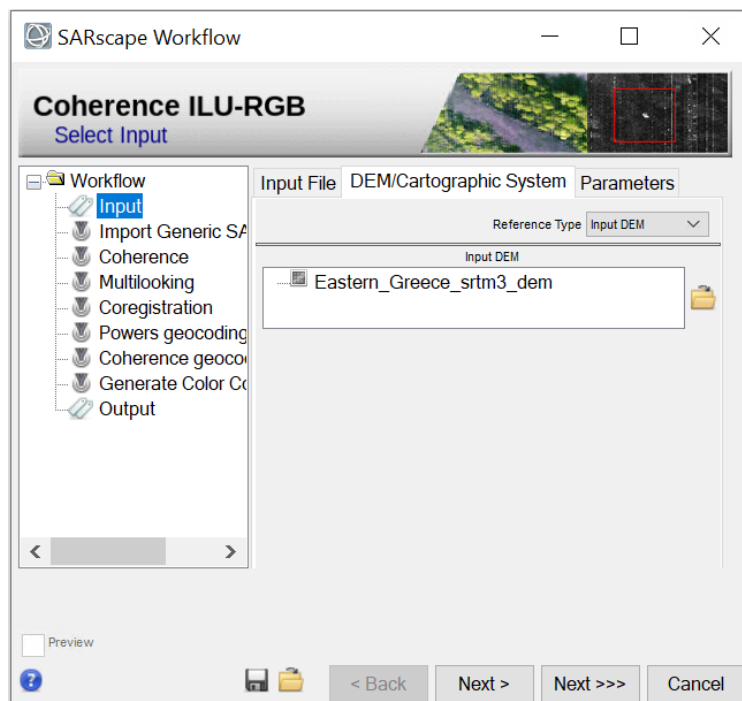 SARscape Workflow
Coherence ILU-RGB
Select Input
Workflow
Input
Import Generic SA
Coherence
Multilooking
Coregistration
Powers geocoding
Coherence geoco
Generate Color Co
Output
Input File DEM/Cartographic System Parameters
Reference Type Input DEM
Input DEM
Eastern_Greece_srtm3_dem
Preview
? < Back Next > Next >>> Cancel